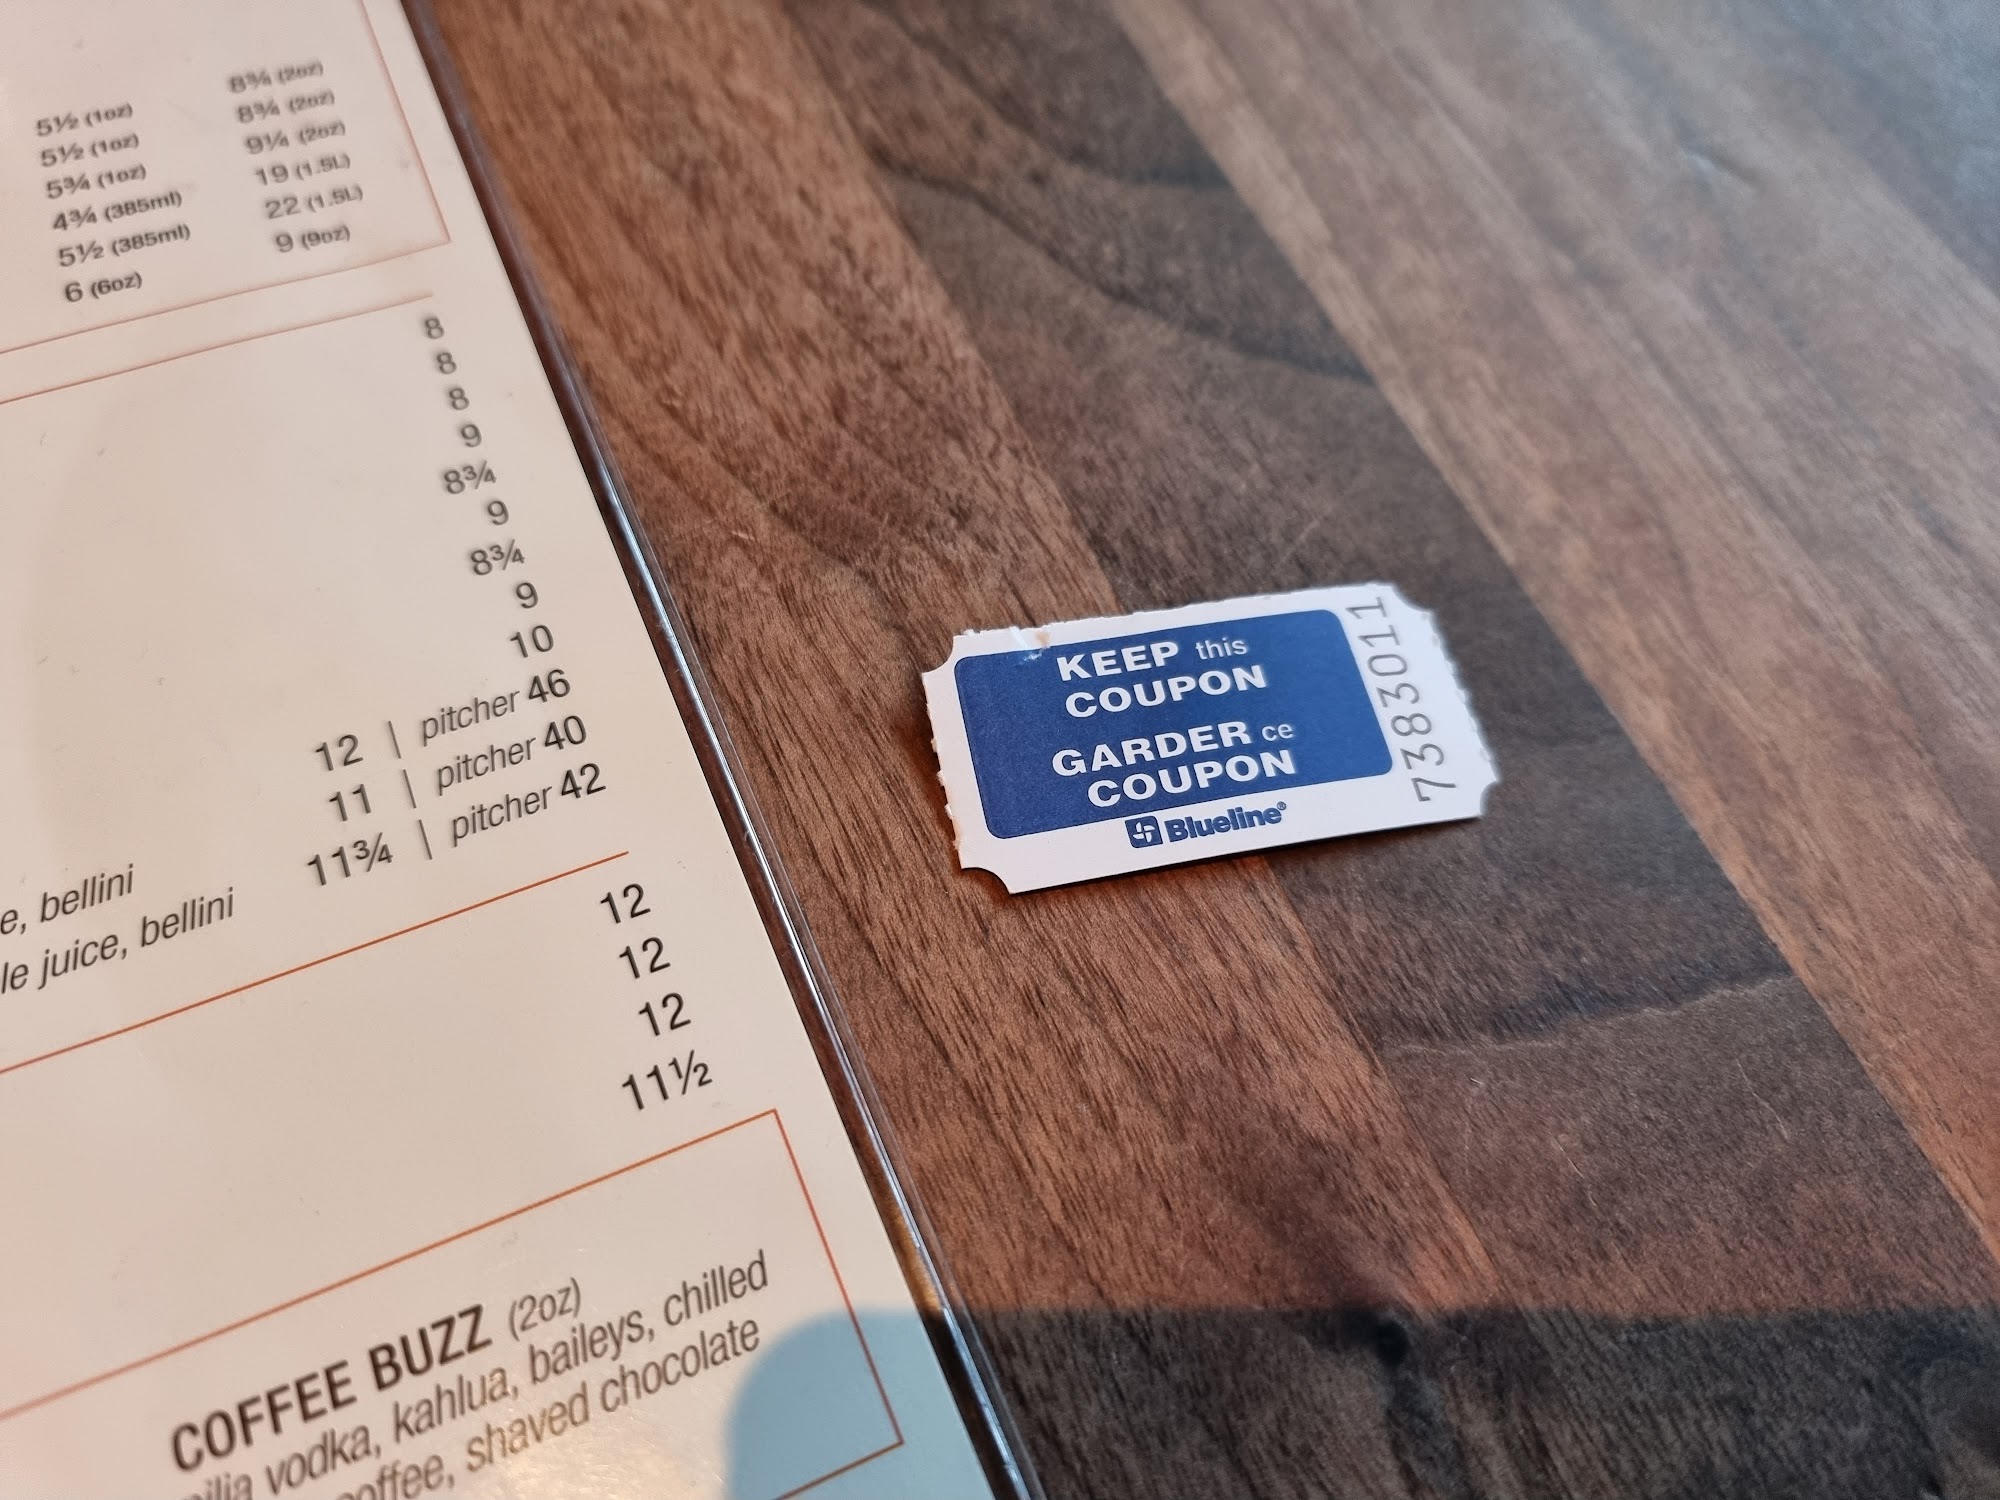 8¾ (2oz)
5½ (1oz) 8¾ (2oz)
5½ (1oz) 9¼ (2oz)
5¾ (1oz) 19 (1.5L)
4¾ (385ml) 22 (1.5L)
5½ (385ml) 9 (9oz)
6 (6oz)
8
8
8
9
8¾
9
8¾
9
10
12 | pitcher 46
11 | pitcher 40
11¾ | pitcher 42
e, bellini
le juice, bellini
12
12
12
11½
COFFEE BUZZ (2oz)
vodka, kahlua, baileys, chilled
shaved chocolate
KEEP this
COUPON
GARDER ce
COUPON
Blueline®
7383011